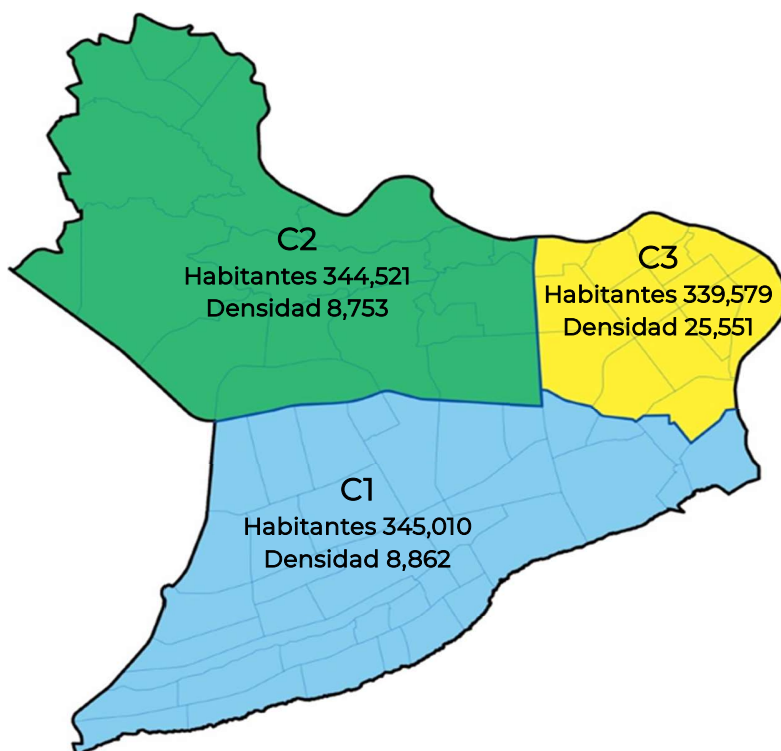 C2
Habitantes 344,521
Densidad 8,753
C3
Habitantes 339,579
Densidad 25,551
C1
Habitantes 345,010
Densidad 8,862